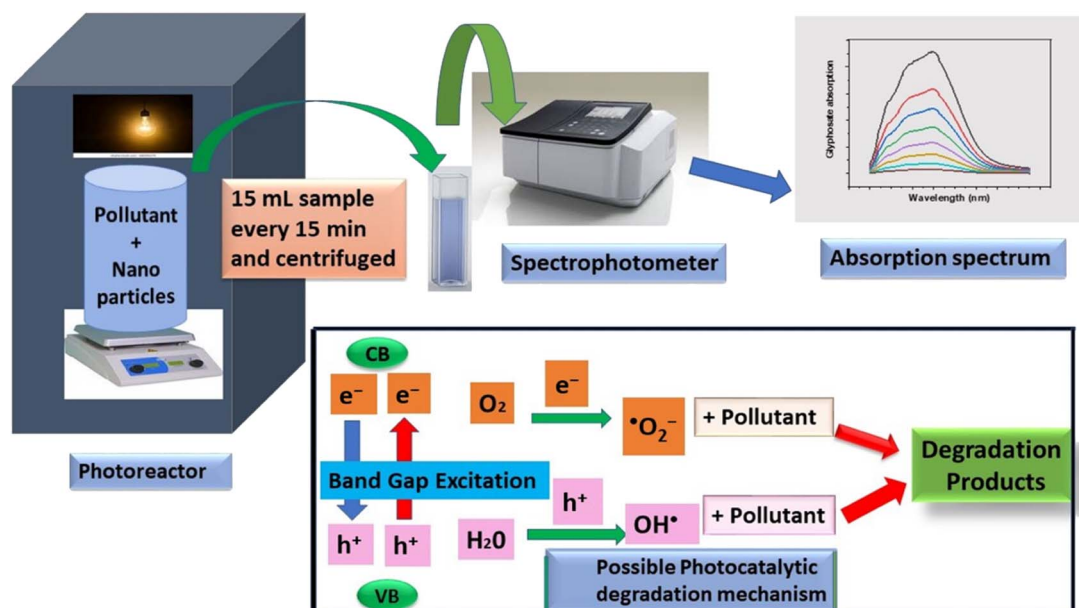 Pollutant
+
Nano
particles
Photoreactor
15 mL sample
every 15 min
and centrifuged
Spectrophotometer
Glyphosate absorption
Wavelength (nm)
Absorption spectrum
CB
e⁻ e⁻
Band Gap Excitation
h⁺ h⁺
VB
O₂ e⁻ •O₂⁻ + Pollutant
H₂0 h⁺ OH• + Pollutant
Degradation
Products
Possible Photocatalytic
degradation mechanism